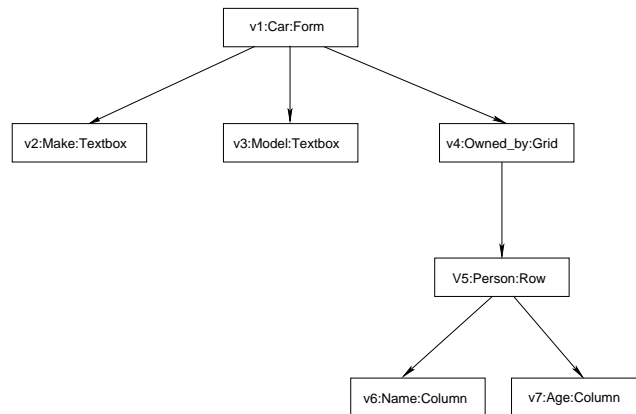 v1:Car:Form
v2:Make:Textbox
v3:Model:Textbox
v4:Owned_by:Grid
V5:Person:Row
v6:Name:Column
v7:Age:Column